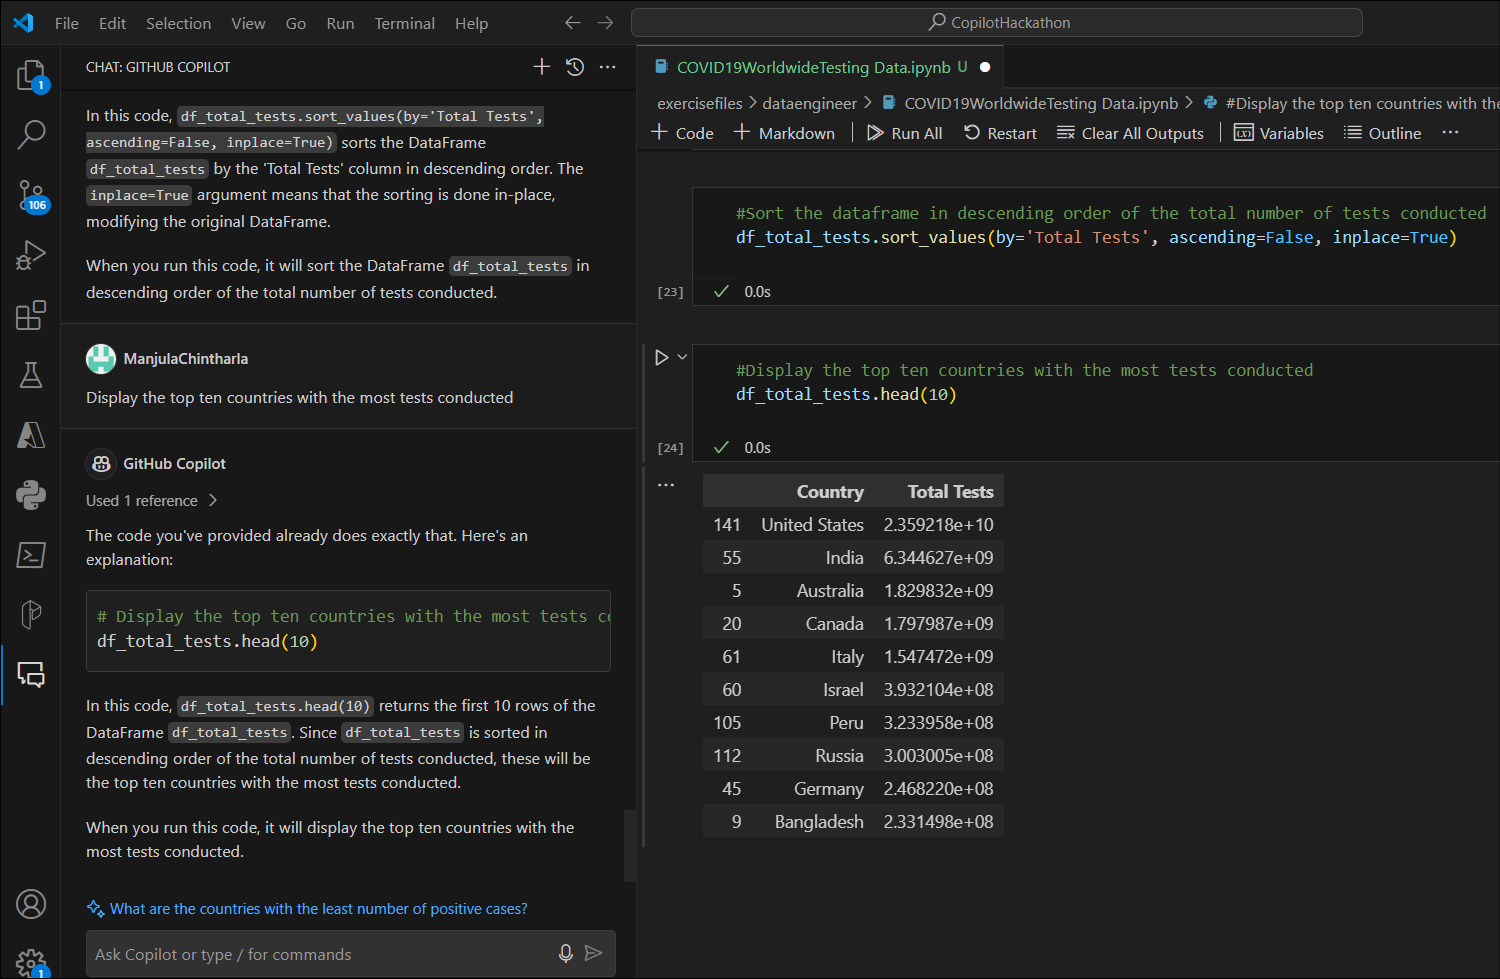 File Edit Selection View Go Run Terminal Help
CopilotHackathon
1
106
1
CHAT: GITHUB COPILOT
In this code, df_total_tests.sort_values(by='Total Tests',
ascending=False, inplace=True) sorts the DataFrame
df_total_tests by the 'Total Tests' column in descending order. The
inplace=True argument means that the sorting is done in-place,
modifying the original DataFrame.
When you run this code, it will sort the DataFrame df_total_tests in
descending order of the total number of tests conducted.
ManjulaChintharla
Display the top ten countries with the most tests conducted
GitHub Copilot
Used 1 reference
The code you've provided already does exactly that. Here's an
explanation:
# Display the top ten countries with the most tests co
df_total_tests.head(10)
In this code, df_total_tests.head(10) returns the first 10 rows of the
DataFrame df_total_tests. Since df_total_tests is sorted in
descending order of the total number of tests conducted, these will be
the top ten countries with the most tests conducted.
When you run this code, it will display the top ten countries with the
most tests conducted.
What are the countries with the least number of positive cases?
Ask Copilot or type / for commands
COVID19WorldwideTesting Data.ipynb U
exercisefiles > dataengineer > COVID19WorldwideTesting Data.ipynb > #Display the top ten countries with the
+ Code + Markdown Run All Restart Clear All Outputs Variables Outline ...
#Sort the dataframe in descending order of the total number of tests conducted
df_total_tests.sort_values(by='Total Tests', ascending=False, inplace=True)
[23] 0.0s
#Display the top ten countries with the most tests conducted
df_total_tests.head(10)
[24] 0.0s
Country Total Tests
141 United States 2.359218e+10
55 India 6.344627e+09
5 Australia 1.829832e+09
20 Canada 1.797987e+09
61 Italy 1.547472e+09
60 Israel 3.932104e+08
105 Peru 3.233958e+08
112 Russia 3.003005e+08
45 Germany 2.468220e+08
9 Bangladesh 2.331498e+08